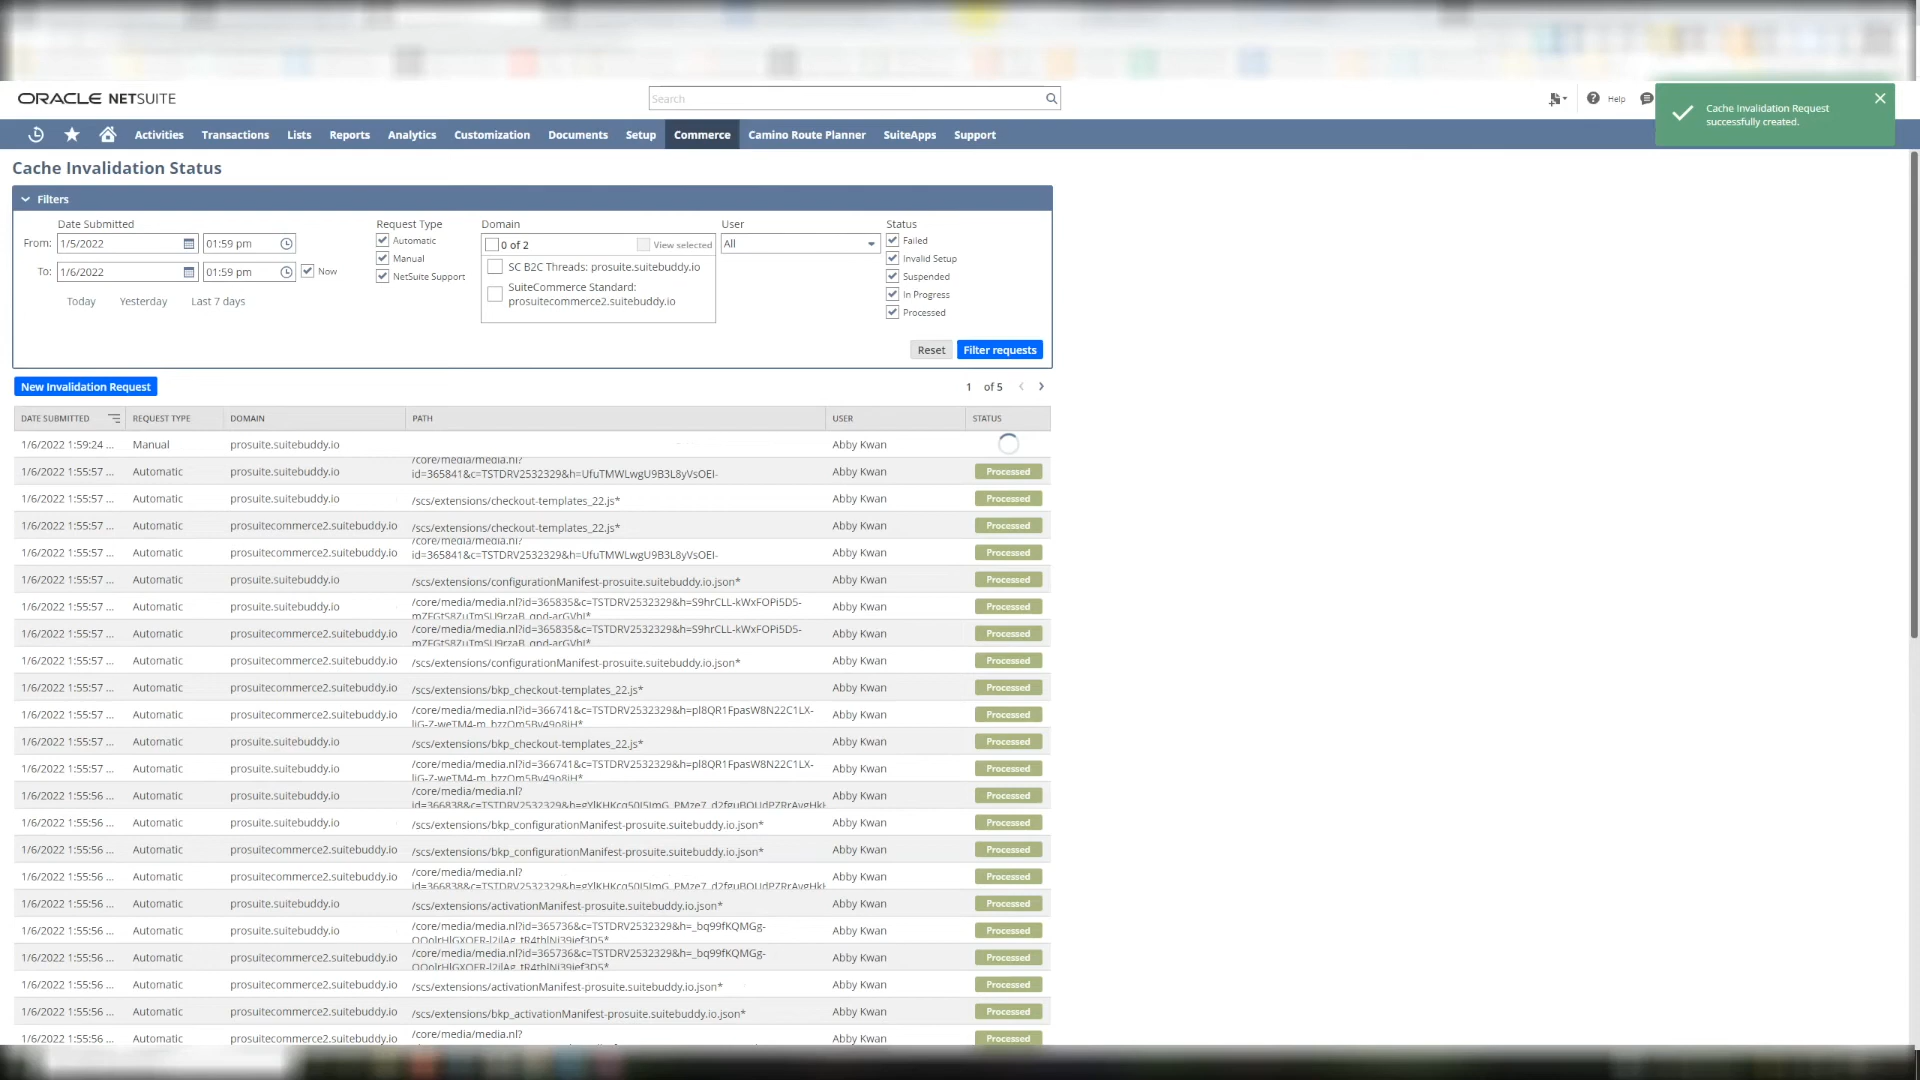 ORACLE NETSUITE
Search
Help
Cache Invalidation Request
successfully created.
Activities Transactions Lists Reports Analytics Customization Documents Setup Commerce Camino Route Planner SuiteApps Support
Cache Invalidation Status
Filters
Date Submitted Request Type Domain User Status
From: 1/5/2022 01:59 pm Automatic 0 of 2 View selected All Failed
Manual Invalid Setup
To: 1/6/2022 01:59 pm Now NetSuite Support SC B2C Threads: prosuite.suitebuddy.io Suspended
Today Yesterday Last 7 days SuiteCommerce Standard: In Progress
prosuitecommerce2.suitebuddy.io Processed
Reset Filter requests
New Invalidation Request 1 of 5
DATE SUBMITTED REQUEST TYPE DOMAIN PATH USER STATUS
1/6/2022 1:59:24 ... Manual prosuite.suitebuddy.io Abby Kwan
1/6/2022 1:55:57 ... Automatic prosuite.suitebuddy.io /core/media/media.nl?
id=365841&c=TSTDRV2532329&h=UfuTMWLwgU9B3L8yVsOEI- Abby Kwan Processed
1/6/2022 1:55:57 ... Automatic prosuite.suitebuddy.io /scs/extensions/checkout-templates_22.js* Abby Kwan Processed
1/6/2022 1:55:57 ... Automatic prosuitecommerce2.suitebuddy.io /scs/extensions/checkout-templates_22.js* Abby Kwan Processed
1/6/2022 1:55:57 ... Automatic prosuitecommerce2.suitebuddy.io /core/media/media.nl?
id=365841&c=TSTDRV2532329&h=UfuTMWLwgU9B3L8yVsOEI- Abby Kwan Processed
1/6/2022 1:55:57 ... Automatic prosuite.suitebuddy.io /scs/extensions/configurationManifest-prosuite.suitebuddy.io.json* Abby Kwan Processed
1/6/2022 1:55:57 ... Automatic prosuite.suitebuddy.io /core/media/media.nl?id=365835&c=TSTDRV2532329&h=S9hrCLL-kWxFOPi5D5- Abby Kwan Processed
1/6/2022 1:55:57 ... Automatic prosuitecommerce2.suitebuddy.io /core/media/media.nl?id=365835&c=TSTDRV2532329&h=S9hrCLL-kWxFOPi5D5- Abby Kwan Processed
1/6/2022 1:55:57 ... Automatic prosuitecommerce2.suitebuddy.io /scs/extensions/configurationManifest-prosuite.suitebuddy.io.json* Abby Kwan Processed
1/6/2022 1:55:57 ... Automatic prosuitecommerce2.suitebuddy.io /scs/extensions/bkp_checkout-templates_22.js* Abby Kwan Processed
1/6/2022 1:55:57 ... Automatic prosuitecommerce2.suitebuddy.io /core/media/media.nl?id=366741&c=TSTDRV2532329&h=pI8QR1FpasW8N22C1LX- Abby Kwan Processed
1/6/2022 1:55:57 ... Automatic prosuite.suitebuddy.io /scs/extensions/bkp_checkout-templates_22.js* Abby Kwan Processed
1/6/2022 1:55:57 ... Automatic prosuite.suitebuddy.io /core/media/media.nl?id=366741&c=TSTDRV2532329&h=pI8QR1FpasW8N22C1LX- Abby Kwan Processed
1/6/2022 1:55:56 ... Automatic prosuite.suitebuddy.io /core/media/media.nl? Abby Kwan Processed
1/6/2022 1:55:56 ... Automatic prosuite.suitebuddy.io /scs/extensions/bkp_configurationManifest-prosuite.suitebuddy.io.json* Abby Kwan Processed
1/6/2022 1:55:56 ... Automatic prosuitecommerce2.suitebuddy.io /scs/extensions/bkp_configurationManifest-prosuite.suitebuddy.io.json* Abby Kwan Processed
1/6/2022 1:55:56 ... Automatic prosuitecommerce2.suitebuddy.io /core/media/media.nl? Abby Kwan Processed
1/6/2022 1:55:56 ... Automatic prosuite.suitebuddy.io /scs/extensions/activationManifest-prosuite.suitebuddy.io.json* Abby Kwan Processed
1/6/2022 1:55:56 ... Automatic prosuite.suitebuddy.io /core/media/media.nl?id=365736&c=TSTDRV2532329&h=_bq99fKQMGg- Abby Kwan Processed
1/6/2022 1:55:56 ... Automatic prosuitecommerce2.suitebuddy.io /core/media/media.nl?id=365736&c=TSTDRV2532329&h=_bq99fKQMGg- Abby Kwan Processed
1/6/2022 1:55:56 ... Automatic prosuitecommerce2.suitebuddy.io /scs/extensions/activationManifest-prosuite.suitebuddy.io.json* Abby Kwan Processed
1/6/2022 1:55:56 ... Automatic prosuitecommerce2.suitebuddy.io /scs/extensions/bkp_activationManifest-prosuite.suitebuddy.io.json* Abby Kwan Processed
1/6/2022 1:55:56 ... Automatic prosuitecommerce2.suitebuddy.io /core/media/media.nl? Abby Kwan Processed